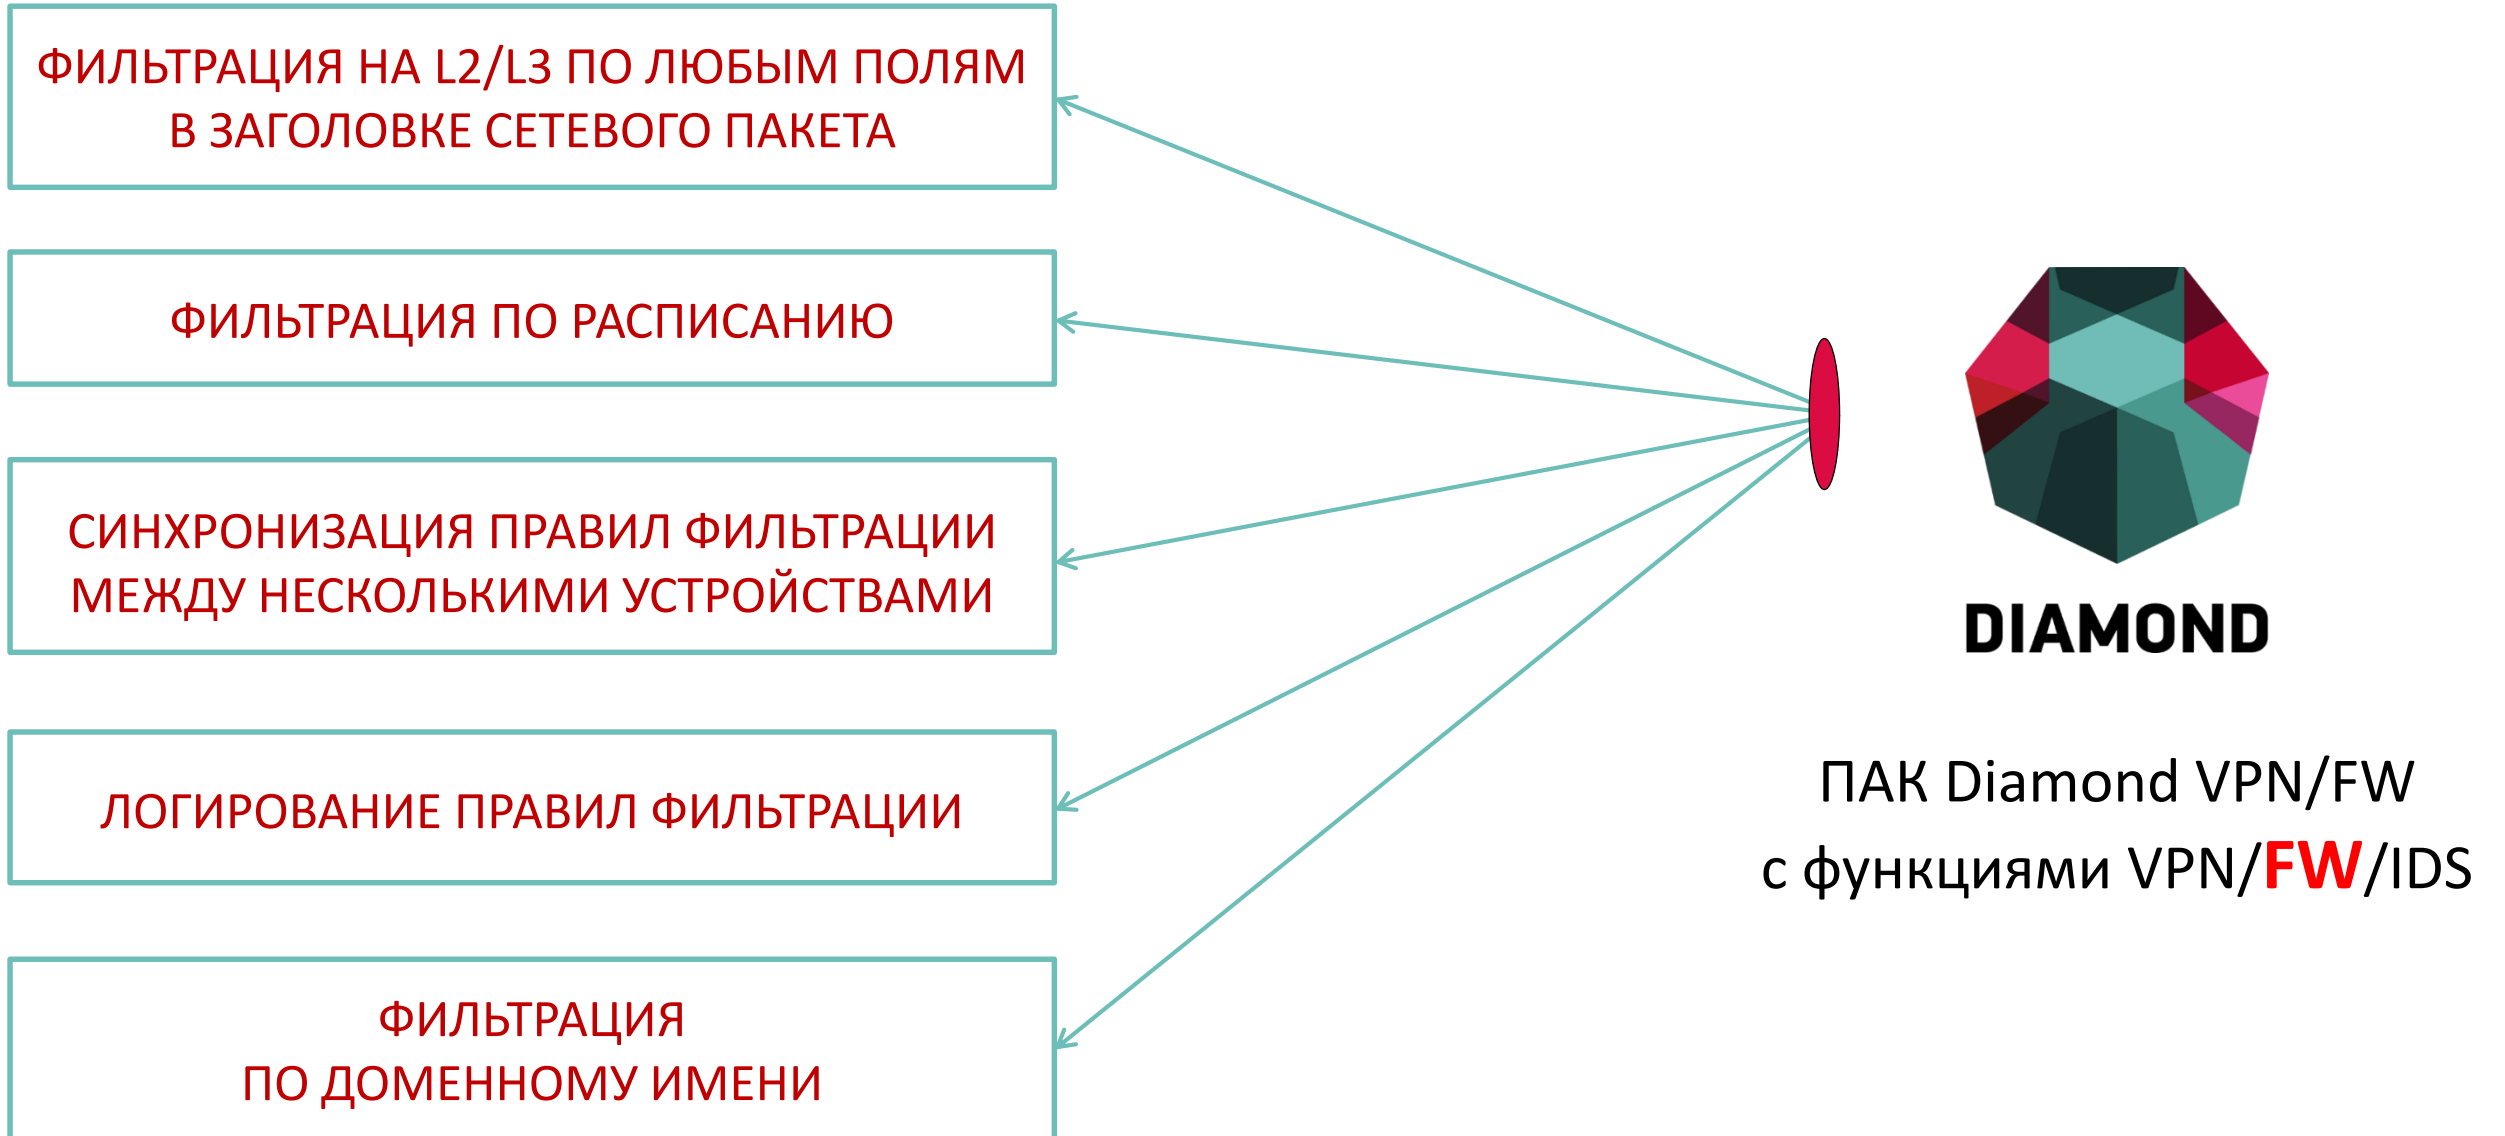 ФИЛЬТРАЦИЯ НА L2/L3 ПО ЛЮБЫМ ПОЛЯМ
В ЗАГОЛОВКЕ СЕТЕВОГО ПАКЕТА
ФИЛЬТРАЦИЯ ПО РАСПИСАНИЮ
СИНХРОНИЗАЦИЯ ПРАВИЛ ФИЛЬТРАЦИИ
МЕЖДУ НЕСКОЛЬКИМИ УСТРОЙСТВАМИ
ЛОГИРОВАНИЕ ПРАВИЛ ФИЛЬТРАЦИИ
ФИЛЬТРАЦИЯ
ПО ДОМЕННОМУ ИМЕНИ
DIAMOND
ПАК Diamond VPN/FW
с функциями VPN/FW/IDS